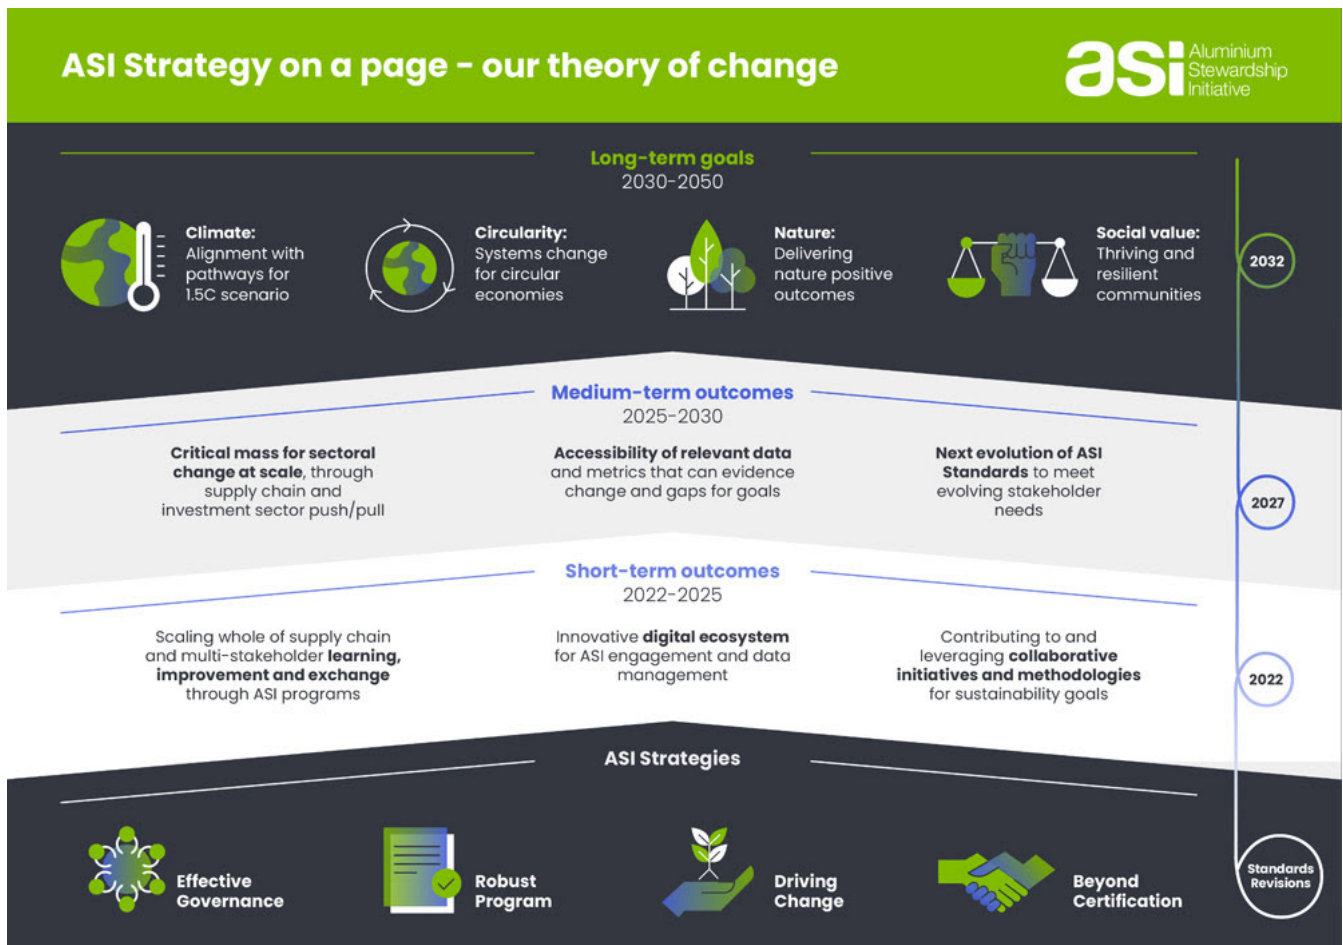 ASI Strategy on a page - our theory of change
asi
Aluminium
Stewardship
Initiative
Long-term goals
2030-2050
Climate:
Alignment with
pathways for
1.5C scenario
Circularity:
Systems change
for circular
economies
Nature:
Delivering
nature positive
outcomes
Social value:
Thriving and
resilient
communities
2032
Medium-term outcomes
2025-2030
Critical mass for sectoral
change at scale, through
supply chain and
investment sector push/pull
Accessibility of relevant data
and metrics that can evidence
change and gaps for goals
Next evolution of ASI
Standards to meet
evolving stakeholder
needs
2027
Short-term outcomes
2022-2025
Scaling whole of supply chain
and multi-stakeholder learning,
improvement and exchange
through ASI programs
Innovative digital ecosystem
for ASI engagement and data
management
Contributing to and
leveraging collaborative
initiatives and methodologies
for sustainability goals
2022
ASI Strategies
Effective
Governance
Robust
Program
Driving
Change
Beyond
Certification
Standards
Revisions